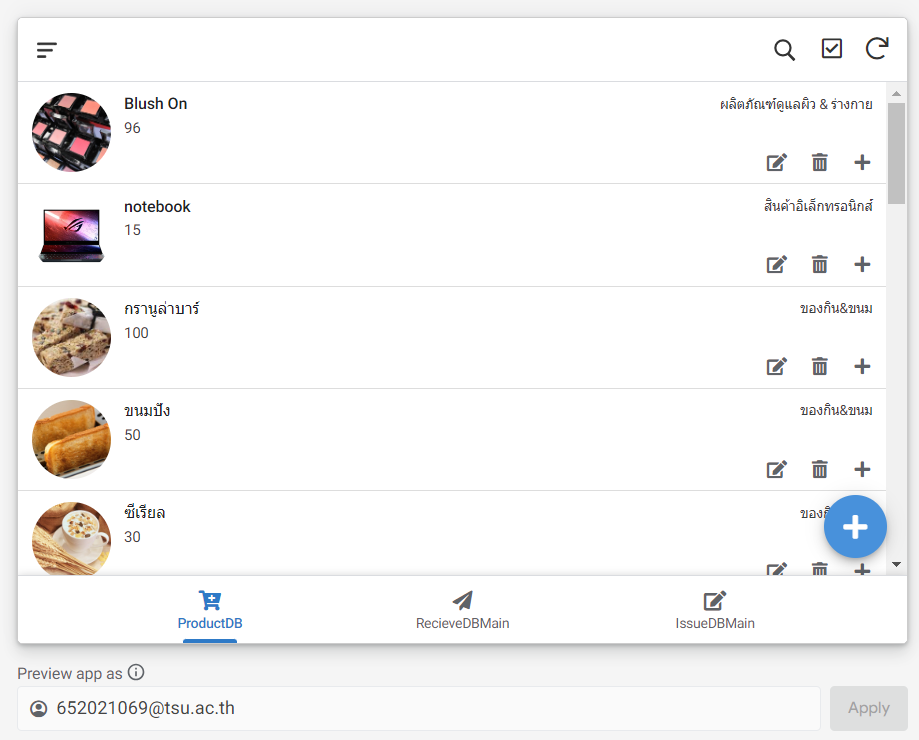 Blush On
ผลิตภัณฑ์ดูแลผิว & ร่างกาย
96
notebook
สินค้าอิเล็กทรอนิกส์
15
กรานูล่าบาร์
ของกิน&ขนม
100
ขนมปัง
ของกิน&ขนม
50
ซีเรียล
ของ
30
ProductDB
RecieveDBMain
IssueDBMain
Preview app as
652021069@tsu.ac.th
Apply